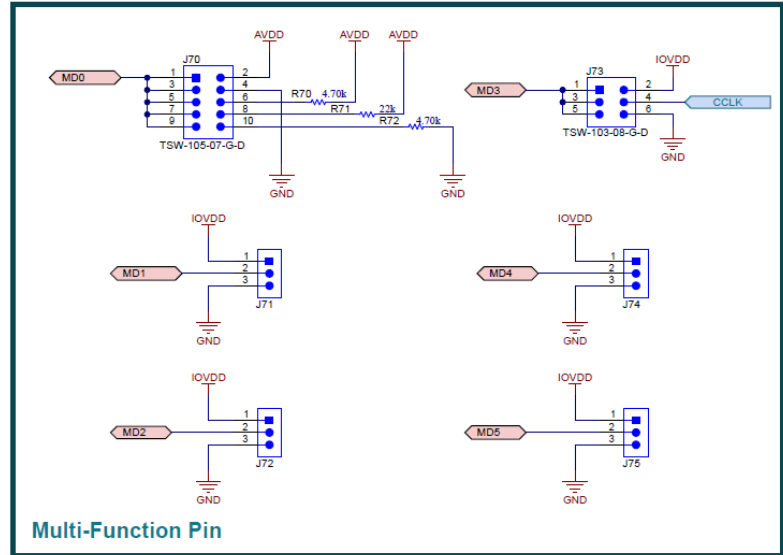 AVDD AVDD AVDD
J70
MD0
1 2
3 4
5 6
7 8
9 10
R70 4.70k
R71 22k
R72 4.70k
TSW-105-07-G-D
GND GND
J73
IOVDD
MD3
1 2
3 4
5 6
CCLK
TSW-103-08-G-D
GND
IOVDD
MD1
1
2
3
J71
GND
IOVDD
MD4
1
2
3
J74
GND
IOVDD
MD2
1
2
3
J72
GND
IOVDD
MD5
1
2
3
J75
GND
Multi-Function Pin